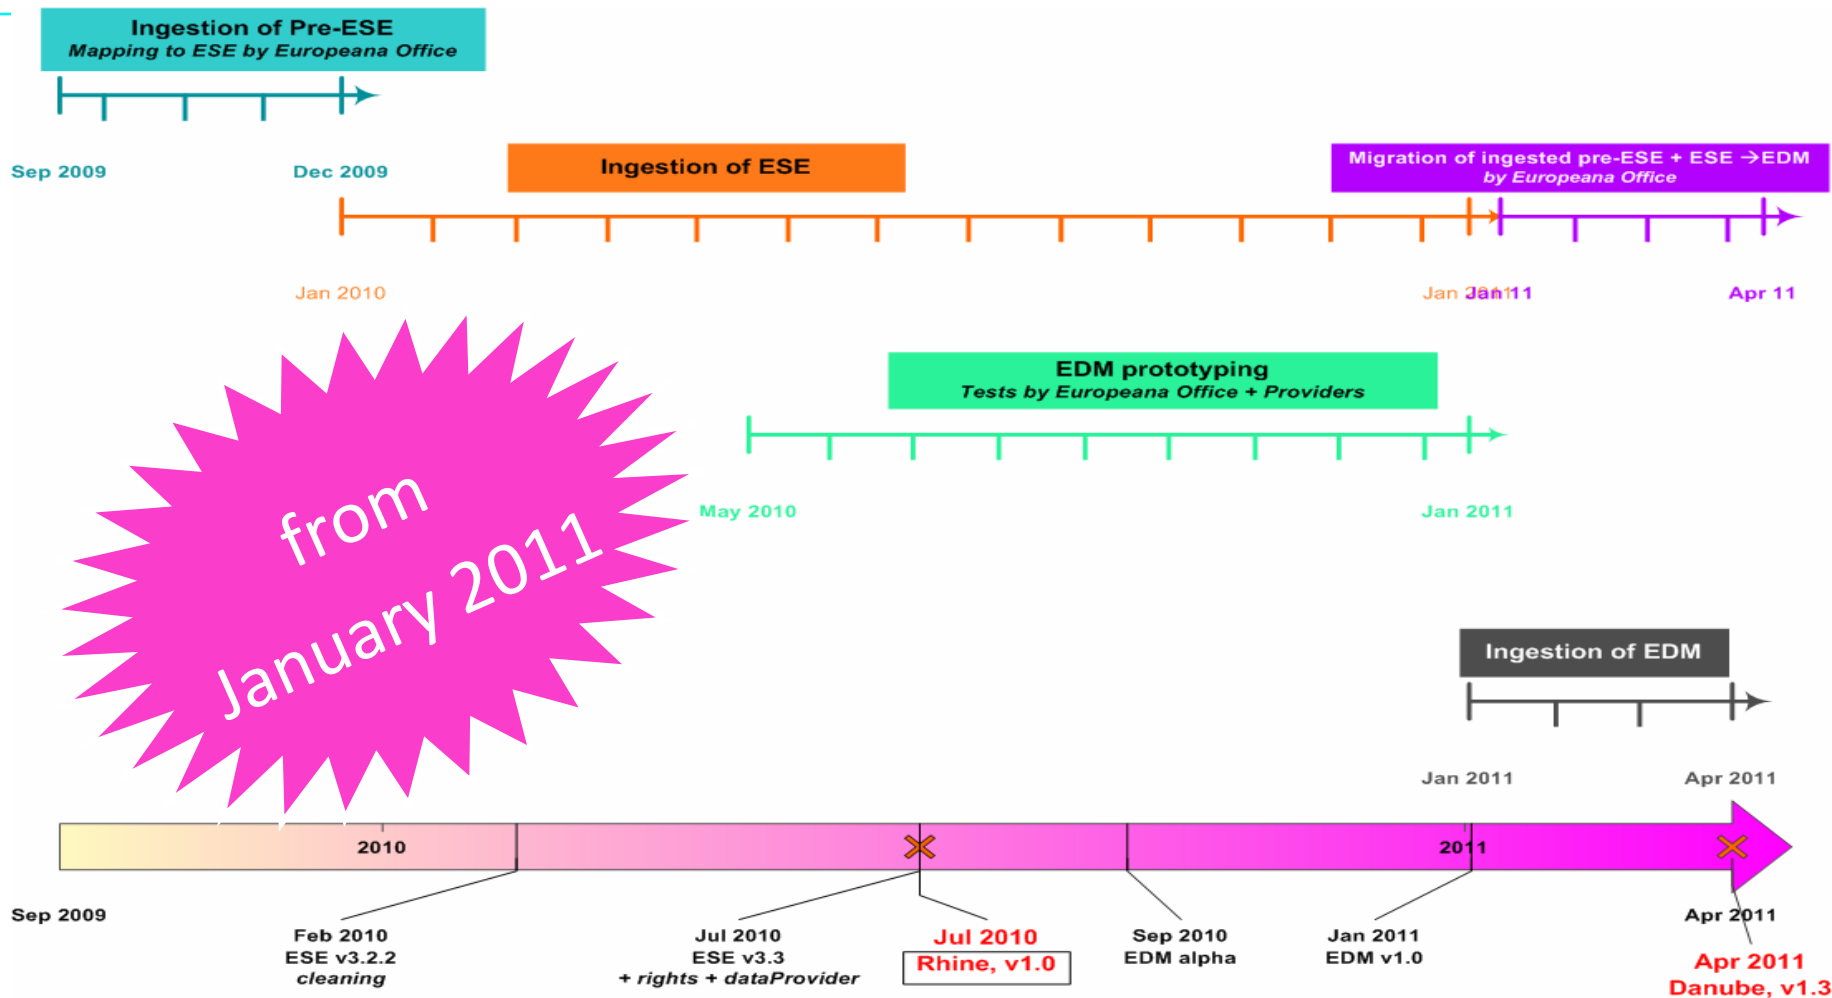 Ingestion of Pre-ESE
Mapping to ESE by Europeana Office
Sep 2009
Dec 2009
Ingestion of ESE
Migration of ingested pre-ESE + ESE →EDM
by Europeana Office
Jan 2010
Jan 2011
Jan 11
Apr 11
EDM prototyping
Tests by Europeana Office + Providers
May 2010
Jan 2011
from
January 2011
Ingestion of EDM
Jan 2011
Apr 2011
2010
2011
Sep 2009
Apr 2011
Feb 2010
ESE v3.2.2
cleaning
Jul 2010
ESE v3.3
+ rights + dataProvider
Jul 2010
Rhine, v1.0
Sep 2010
EDM alpha
Jan 2011
EDM v1.0
Apr 2011
Danube, v1.3